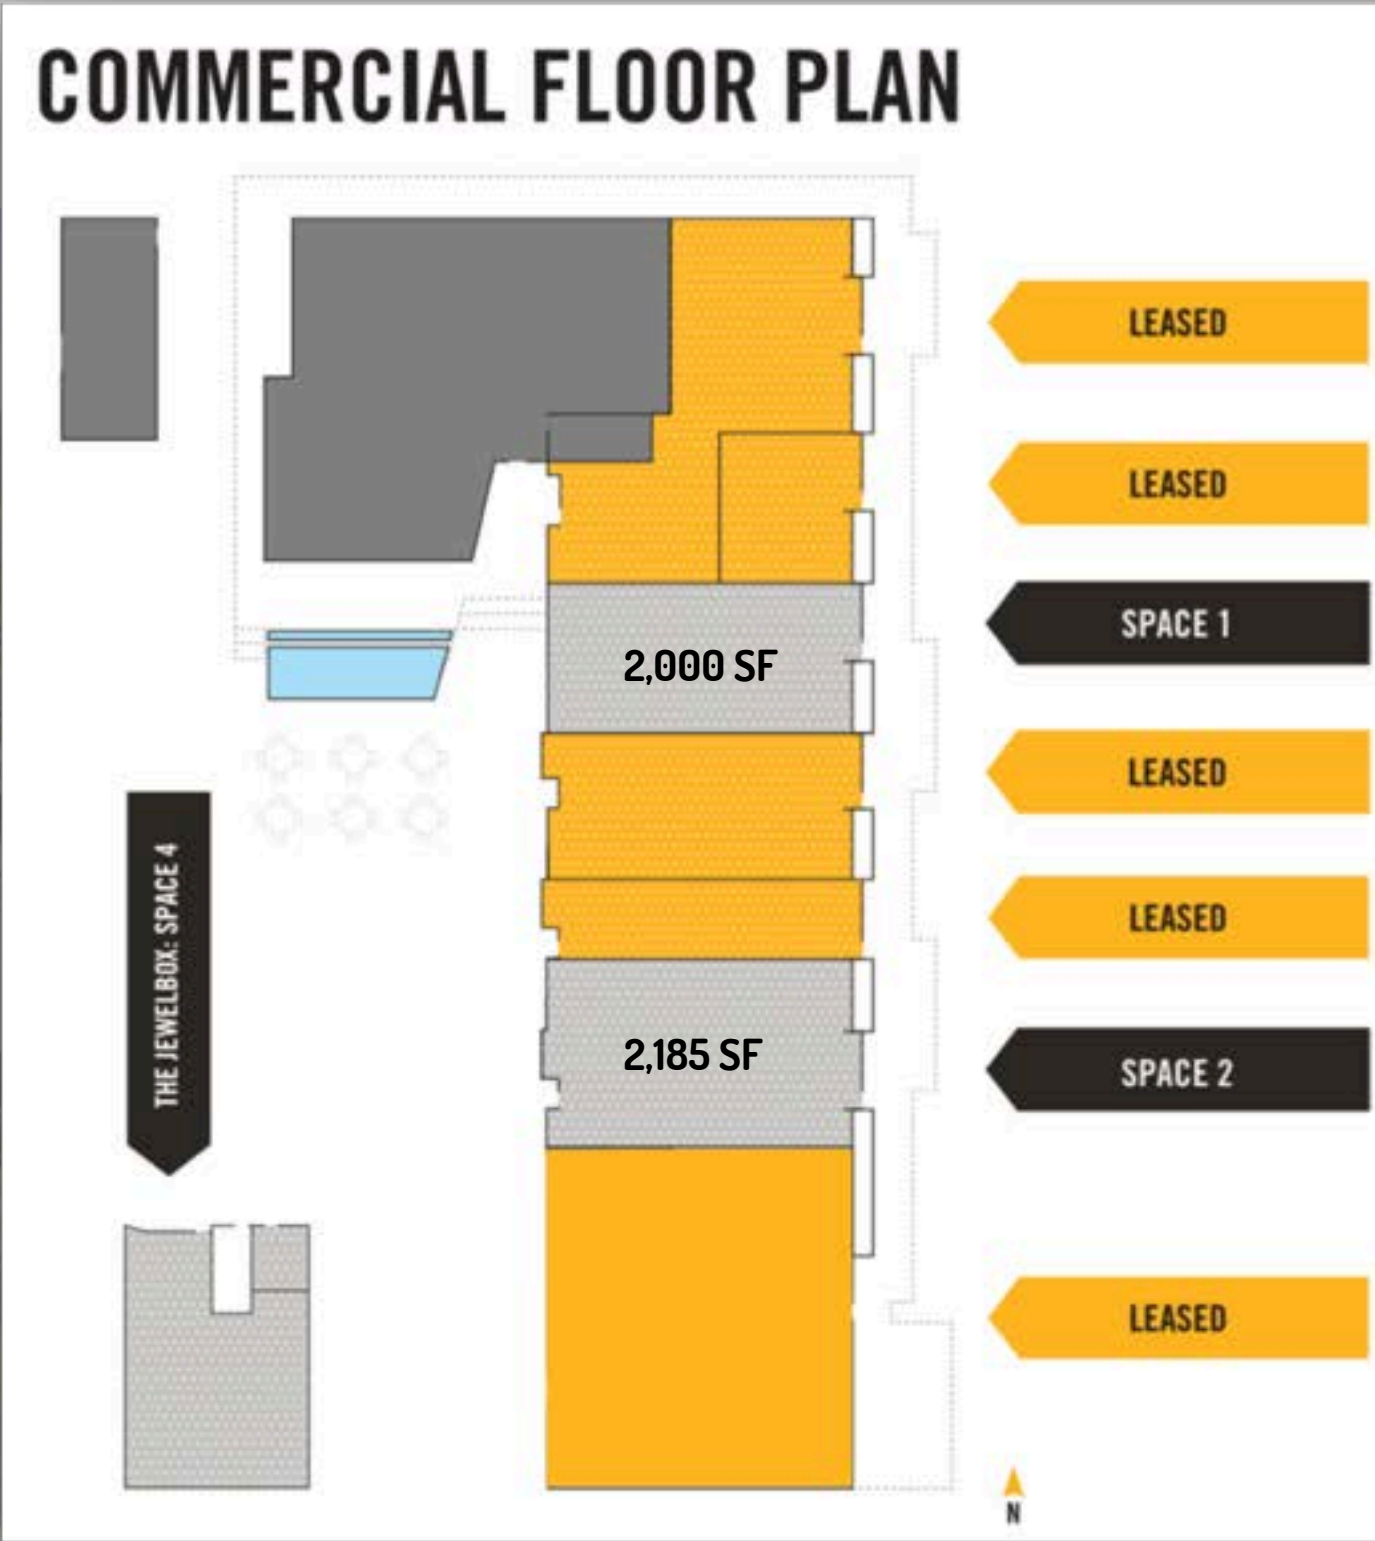 COMMERCIAL FLOOR PLAN
LEASED
LEASED
SPACE 1
2,000 SF
LEASED
LEASED
THE JEWELBOX: SPACE 4
2,185 SF
SPACE 2
LEASED
N